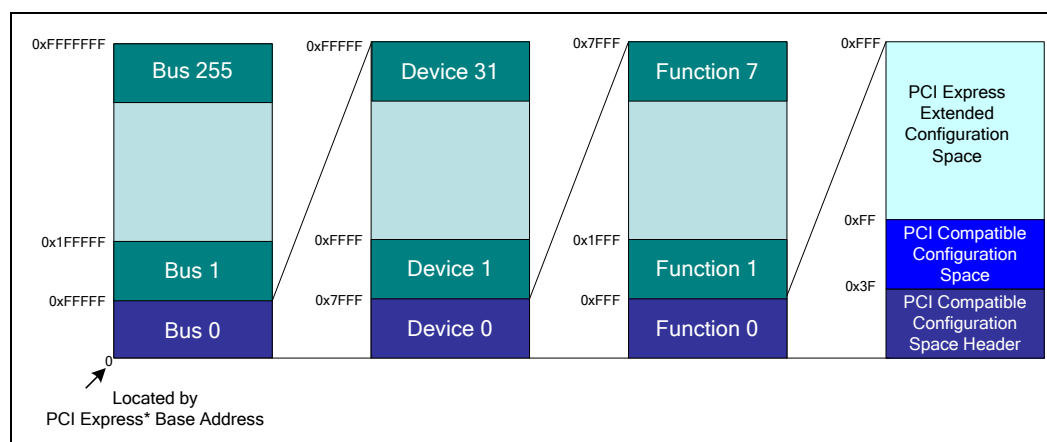 0xFFFFFFF
Bus 255
0x1FFFFF
Bus 1
0xFFFFF
Bus 0
0
Located by
PCI Express* Base Address
0xFFFFF
Device 31
0xFFFF
Device 1
0x7FFF
Device 0
0x7FFF
Function 7
0x1FFF
Function 1
0xFFF
Function 0
0xFFF
PCI Express
Extended
Configuration
Space
0xFF
PCI Compatible
Configuration
Space
0x3F
PCI Compatible
Configuration
Space Header